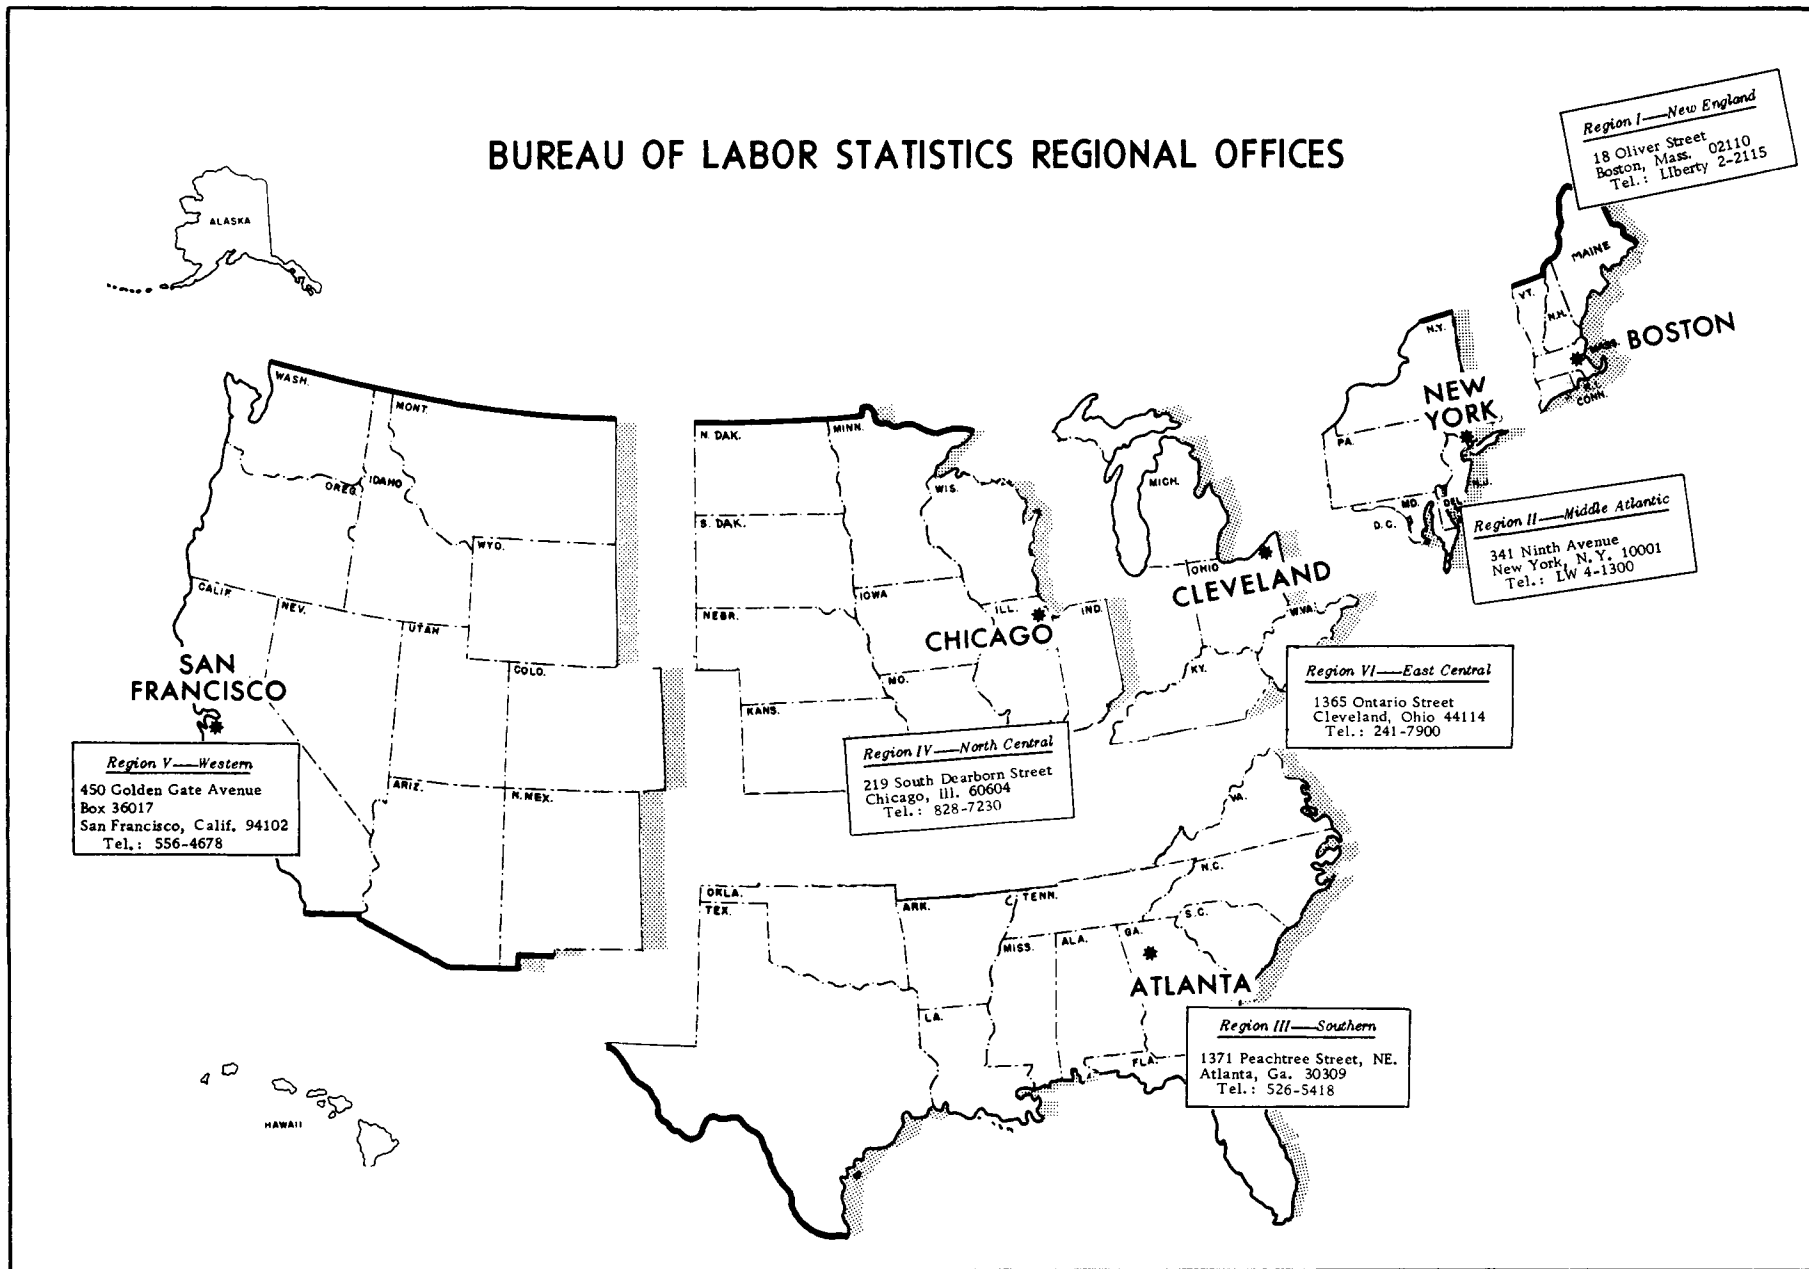 BUREAU OF LABOR STATISTICS REGIONAL OFFICES
Region I—New England
18 Oliver Street
Boston, Mass. 02110
Tel.: LIberty 2-2115
ALASKA
MAINE
VT.
N.H.
MASS.
BOSTON
R.I.
CONN.
N.Y.
NEW
YORK
PA.
N.J.
MD.
DEL.
D.C.
Region II—Middle Atlantic
341 Ninth Avenue
New York, N.Y. 10001
Tel.: LW 4-1300
WASH.
MONT.
OREG.
IDAHO
WYO.
CALIF.
NEV.
UTAH
COLO.
ARIZ.
N.MEX.
SAN
FRANCISCO
Region V—Western
450 Golden Gate Avenue
Box 36017
San Francisco, Calif. 94102
Tel.: 556-4678
N. DAK.
MINN.
S. DAK.
WIS.
IOWA
NEBR.
ILL.
IND.
CHICAGO
MO.
KANS.
Region IV—North Central
219 South Dearborn Street
Chicago, Ill. 60604
Tel.: 828-7230
MICH.
OHIO
CLEVELAND
W.VA.
KY.
Region VI—East Central
1365 Ontario Street
Cleveland, Ohio 44114
Tel.: 241-7900
VA.
N.C.
OKLA.
TEX.
ARK.
TENN.
S.C.
MISS.
ALA.
GA.
ATLANTA
LA.
FLA.
Region III—Southern
1371 Peachtree Street, NE.
Atlanta, Ga. 30309
Tel.: 526-5418
HAWAII